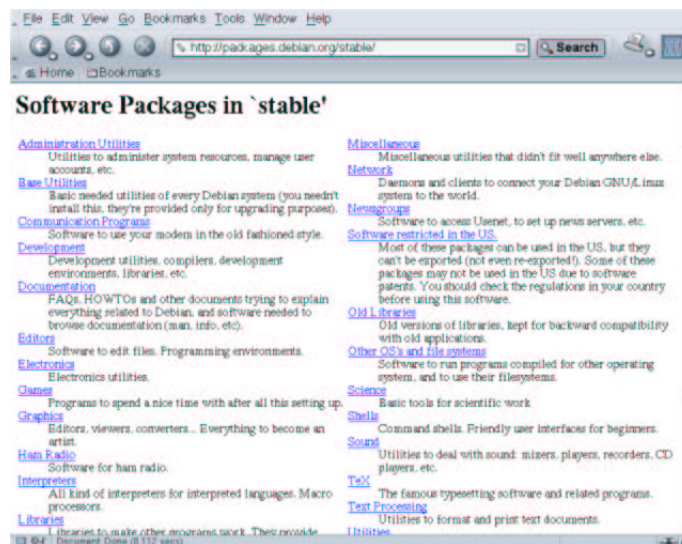 File Edit View Go Bookmarks Tools Window Help
http://packages.debian.org/stable/ Search
Home Bookmarks
Software Packages in `stable'
Administration Utilities
Utilities to administer system resources, manage user
accounts, etc.
Base Utilities
Basic needed utilities of every Debian system (you needn't
install this, they're provided only for upgrading purposes).
Communication Programs
Software to use your modem in the old fashioned style.
Development
Development utilities, compilers, development
environments, libraries, etc.
Documentation
FAQs, HOWTOs and other documents trying to explain
everything related to Debian, and software needed to
browse documentation (man, info, etc).
Editors
Software to edit files. Programming environments.
Electronics
Electronics utilities.
Games
Programs to spend a nice time with after all this setting up.
Graphics
Editors, viewers, converters... Everything to become an
artist.
Ham Radio
Software for ham radio.
Interpreters
All kind of interpreters for interpreted languages. Macro
processors.
Libraries
Libraries to make other programs work. They provide
Miscellaneous
Miscellaneous utilities that didn't fit well anywhere else.
Network
Daemons and clients to connect your Debian GNU/Linux
system to the world.
Newsgroups
Software to access Usenet, to set up news servers, etc.
Software restricted in the US.
Most of these packages can be used in the US, but they
can't be exported (not even re-exported!). Some of these
packages may not be used in the US due to software
patents. You should check the regulations in your country
before using this software.
Old Libraries
Old versions of libraries, kept for backward compatibility
with old applications.
Other OS's and file systems
Software to run programs compiled for other operating
system, and to use their filesystems.
Science
Basic tools for scientific work
Shells
Command shells. Friendly user interfaces for beginners.
Sound
Utilities to deal with sound: mixers, players, recorders, CD
players, etc.
TeX
The famous typesetting software and related programs.
Text Processing
Utilities to format and print text documents.
Utilities
Document: Done (0.112 secs)